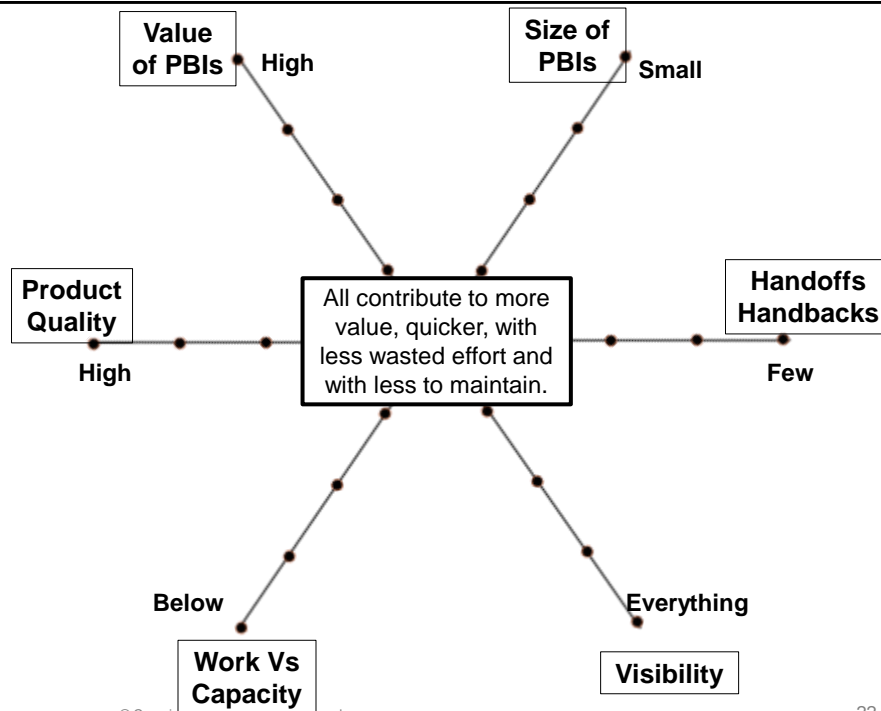 Value
of PBIs
High
Size of
PBIs
Small
Product
Quality
High
All contribute to more
value, quicker, with
less wasted effort and
with less to maintain.
Handoffs
Handbacks
Few
Below
Work Vs
Capacity
Everything
Visibility